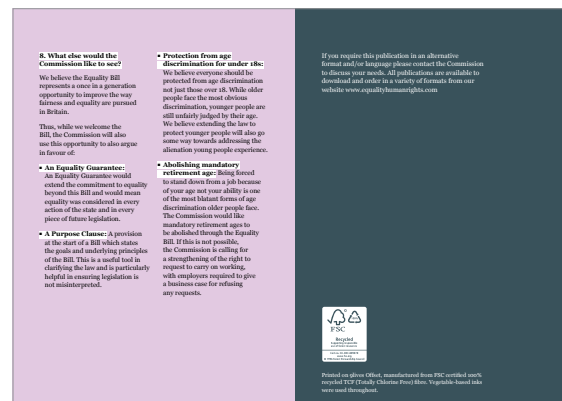 8. What else would the
Commission like to see?
We believe the Equality Bill
represents a once in a generation
opportunity to improve the way
fairness and equality are pursued
in Britain.
Thus, while we welcome the
Bill, the Commission will also
use this opportunity to also argue
in favour of:
• An Equality Guarantee:
An Equality Guarantee would
extend the commitment to equality
beyond this Bill and would mean
equality was considered in every
action of the state and in every
piece of future legislation.
• A Purpose Clause: A provision
at the start of a Bill which states
the goals and underlying principles
of the Bill. This is a useful tool in
clarifying the law and is particularly
helpful in ensuring legislation is
not misinterpreted.
• Protection from age
discrimination for under 18s:
We believe everyone should be
protected from age discrimination
not just those over 18. While older
people face the most obvious
discrimination, younger people are
still unfairly judged by their age.
We believe extending the law to
protect younger people will also go
some way towards addressing the
alienation young people experience.
• Abolishing mandatory
retirement age: Being forced
to stand down from a job because
of your age not your ability is one
of the most blatant forms of age
discrimination older people face.
The Commission would like
mandatory retirement ages to
be abolished through the Equality
Bill. If this is not possible,
the Commission is calling for
a strengthening of the right to
request to carry on working,
with employers required to give
a business case for refusing
any requests.
If you require this publication in an alternative
format and/or language please contact the Commission
to discuss your needs. All publications are available to
download and order in a variety of formats from our
website www.equalityhumanrights.com
FSC
Recycled
Printed on 9lives Offset, manufactured from FSC certified 100%
recycled TCF (Totally Chlorine Free) fibre. Vegetable-based inks
were used throughout.